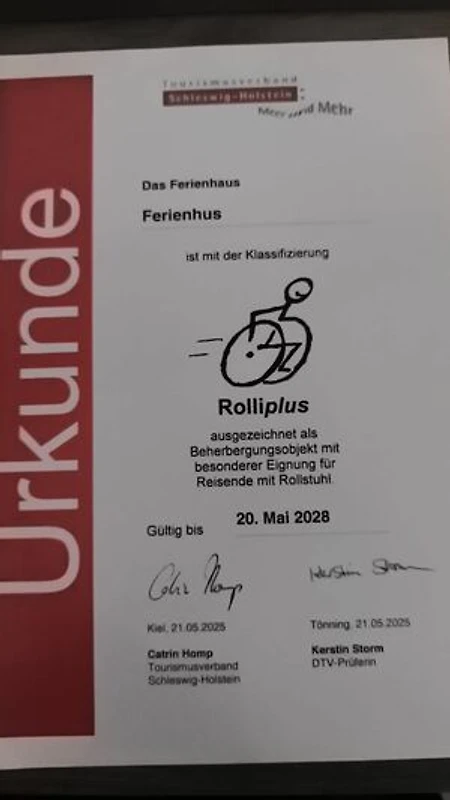 Urkunde
Tourismusverband
Schleswig-Holstein
Meer und Mehr
Das Ferienhaus
Ferienhus
ist mit der Klassifizierung
Rolliplus
ausgezeichnet als
Beherbergungsobjekt mit
besonderer Eignung für
Reisende mit Rollstuhl.
Gültig bis 20. Mai 2028
Kiel, 21.05.2025 Tönning, 21.05.2025
Catrin Homp Kerstin Storm
Tourismusverband DTV-Prüferin
Schleswig-Holstein